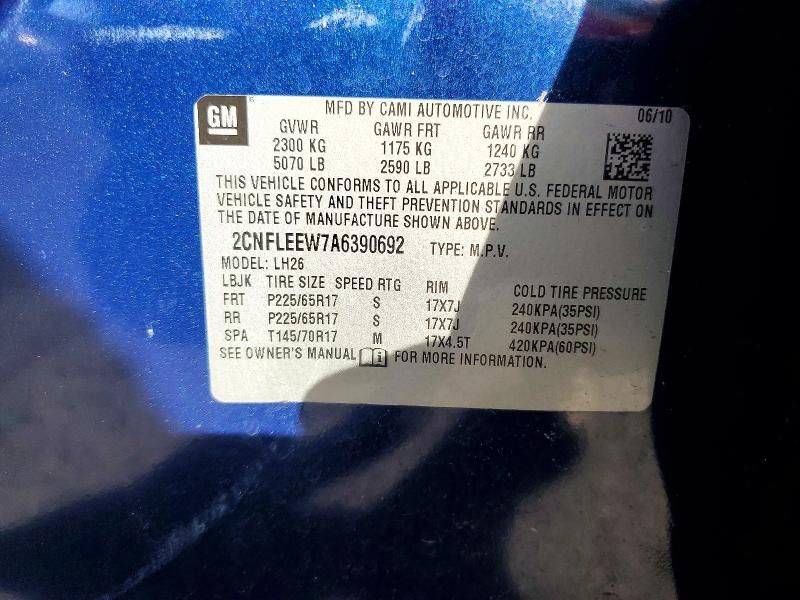 GM
MFD BY CAMI AUTOMOTIVE INC. 06/10
GVWR GAWR FRT GAWR RR
2300 KG 1175 KG 1240 KG
5070 LB 2590 LB 2733 LB
THIS VEHICLE CONFORMS TO ALL APPLICABLE U.S. FEDERAL MOTOR
VEHICLE SAFETY AND THEFT PREVENTION STANDARDS IN EFFECT ON
THE DATE OF MANUFACTURE SHOWN ABOVE.
2CNFLEEW7A6390692 TYPE: M.P.V.
MODEL: LH26
LBJK TIRE SIZE SPEED RTG RIM COLD TIRE PRESSURE
FRT P225/65R17 S 17X7J 240KPA(35PSI)
RR P225/65R17 S 17X7J 240KPA(35PSI)
SPA T145/70R17 M 17X4.5T 420KPA(60PSI)
SEE OWNER'S MANUAL FOR MORE INFORMATION.